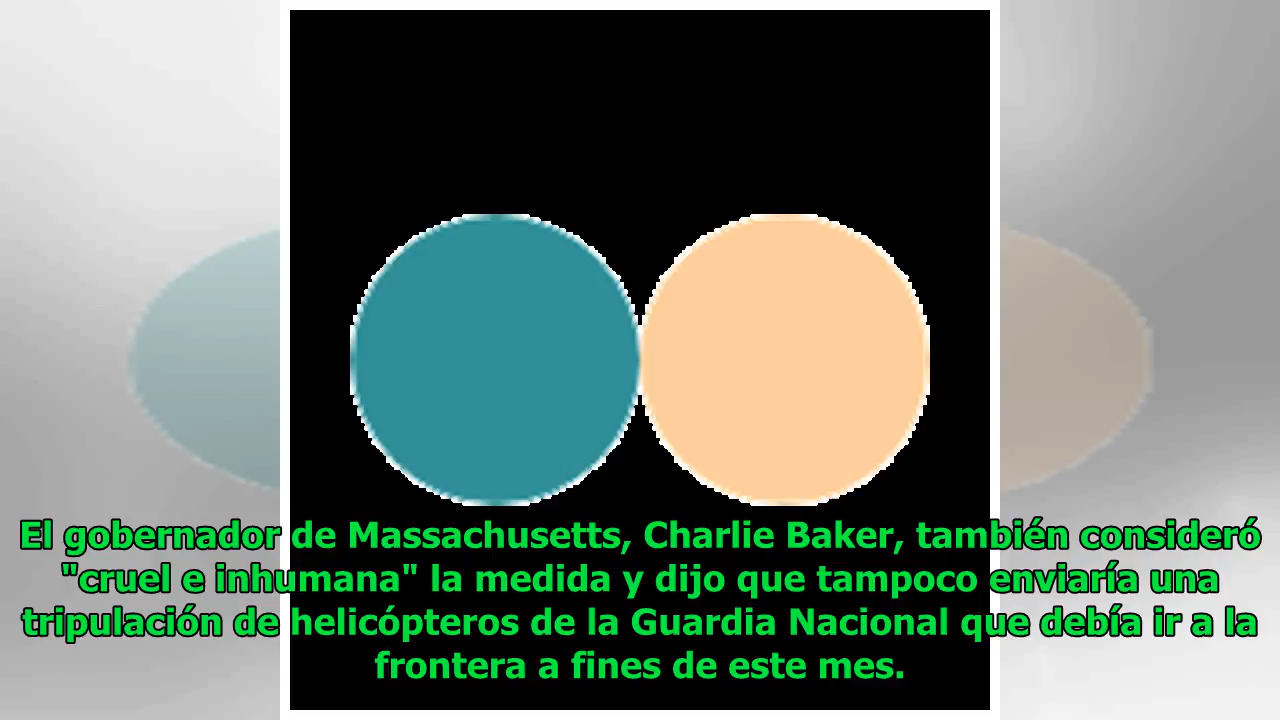 El gobernador de Massachusetts, Charlie Baker, también consideró
"cruel e inhumana" la medida y dijo que tampoco enviaría una
tripulación de helicópteros de la Guardia Nacional que debía ir a la
frontera a fines de este mes.